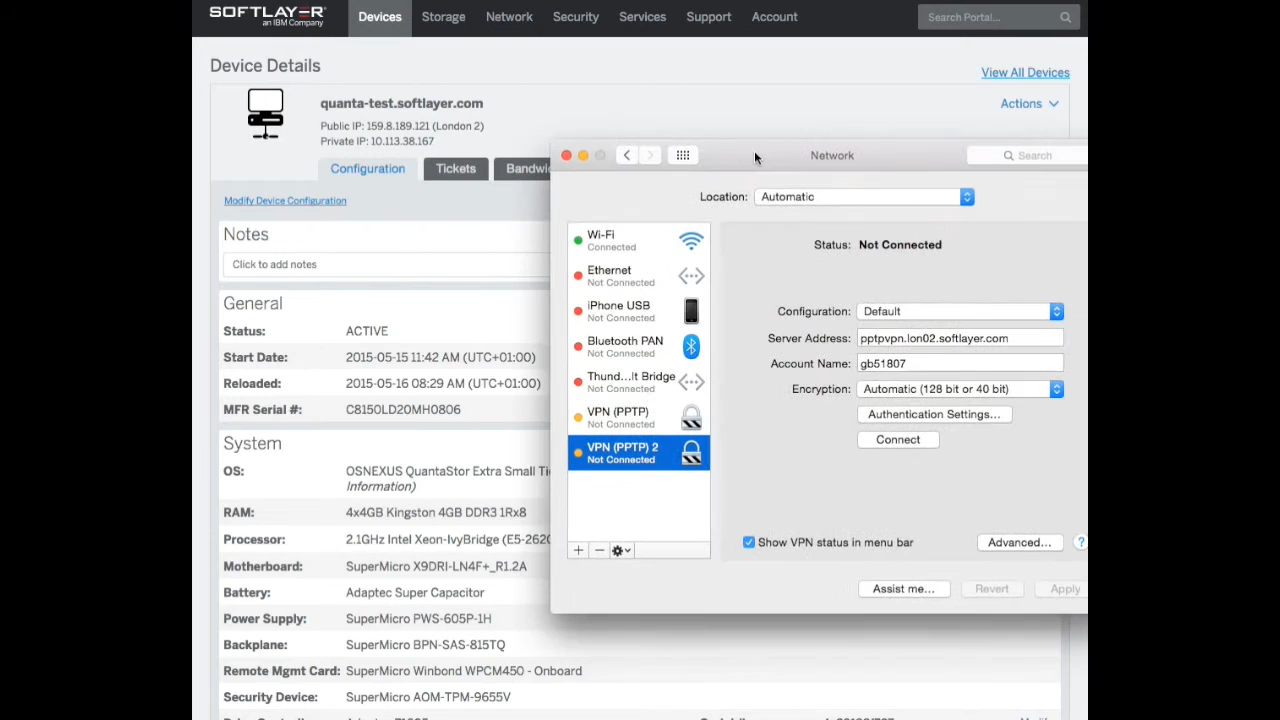 SOFTLAYER
an IBM Company
Devices
Storage
Network
Security
Services
Support
Account
Search Portal...
Device Details
View All Devices
quanta-test.softlayer.com
Actions
Public IP: 159.8.189.121 (London 2)
Private IP: 10.113.38.167
Configuration
Tickets
Modify Device Configuration
Notes
Click to add notes
General
Status: ACTIVE
Start Date: 2015-05-15 11:42 AM (UTC+01:00)
Reloaded: 2015-05-16 08:29 AM (UTC+01:00)
MFR Serial #: C8150LD20MH0806
System
OS: OSNEXUS QuantaStor Extra Small
Information)
RAM: 4x4GB Kingston 4GB DDR3 1Rx8
Processor: 2.1GHz Intel Xeon-IvyBridge
Motherboard: SuperMicro X9DRI-LN4F+_R1.2A
Battery: Adaptec Super Capacitor
Power Supply: SuperMicro PWS-605P-1H
Backplane: SuperMicro BPN-SAS-815TQ
Remote Mgmt Card: SuperMicro Winbond WPCM450 - Onboard
Security Device: SuperMicro AOM-TPM-9655V
Network
Search
Location: Automatic
Wi-Fi
Connected
Ethernet
Not Connected
iPhone USB
Not Connected
Bluetooth PAN
Not Connected
Thund...lt Bridge
Not Connected
VPN (PPTP)
Not Connected
VPN (PPTP) 2
Not Connected
Status: Not Connected
Configuration: Default
Server Address: pptpvpn.lon02.softlayer.com
Account Name: gb51807
Encryption: Automatic (128 bit or 40 bit)
Authentication Settings...
Connect
Show VPN status in menu bar
Advanced...
?
Assist me...
Revert
Apply